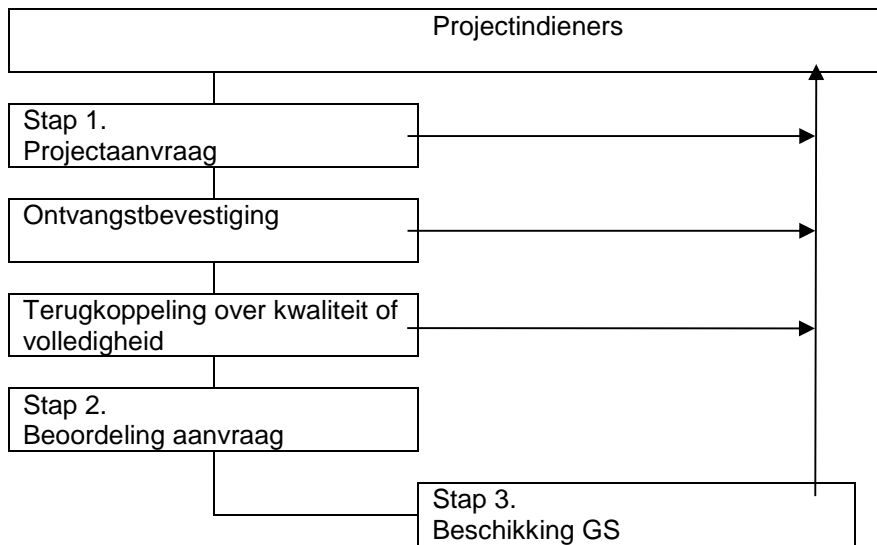 Projectindieners
Stap 1.
Projectaanvraag
Ontvangstbevestiging
Terugkoppeling over kwaliteit of
volledigheid
Stap 2.
Beoordeling aanvraag
Stap 3.
Beschikking GS